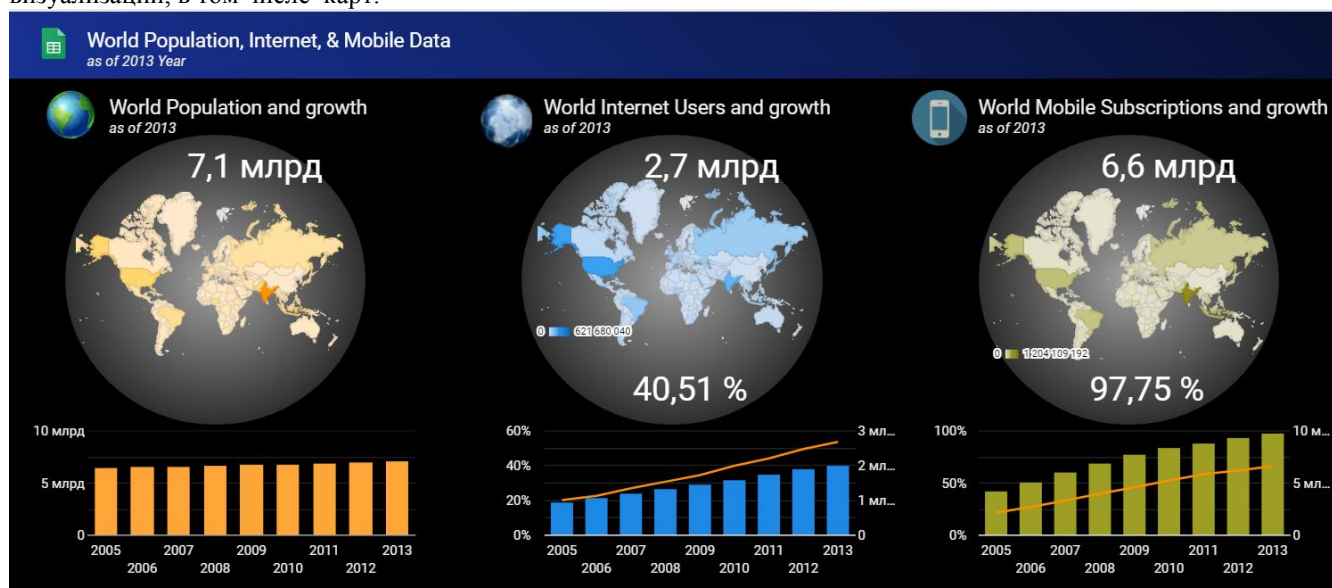 визуализации, в том числе карт.
World Population, Internet, & Mobile Data
as of 2013 Year
World Population and growth
as of 2013
7,1 млрд
10 млрд
5 млрд
0
2005 2007 2009 2011 2013
2006 2008 2010 2012
World Internet Users and growth
as of 2013
2,7 млрд
0 621 680 040
40,51 %
60%
40%
20%
0%
3 мл...
2 мл...
1 мл...
0
2005 2007 2009 2011 2013
2006 2008 2010 2012
World Mobile Subscriptions and growth
as of 2013
6,6 млрд
0 1 204 109 192
97,75 %
100%
50%
0%
10 м...
5 мл...
0
2005 2007 2009 2011 2013
2006 2008 2010 2012